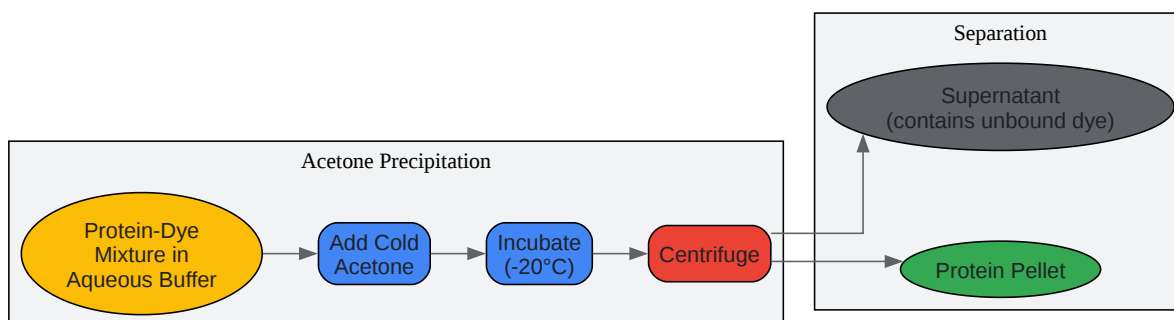 Separation
Supernatant
(contains unbound dye)
Acetone Precipitation
Protein-Dye
Mixture in
Aqueous Buffer
Add Cold
Acetone
Incubate
(-20°C)
Centrifuge
Protein Pellet